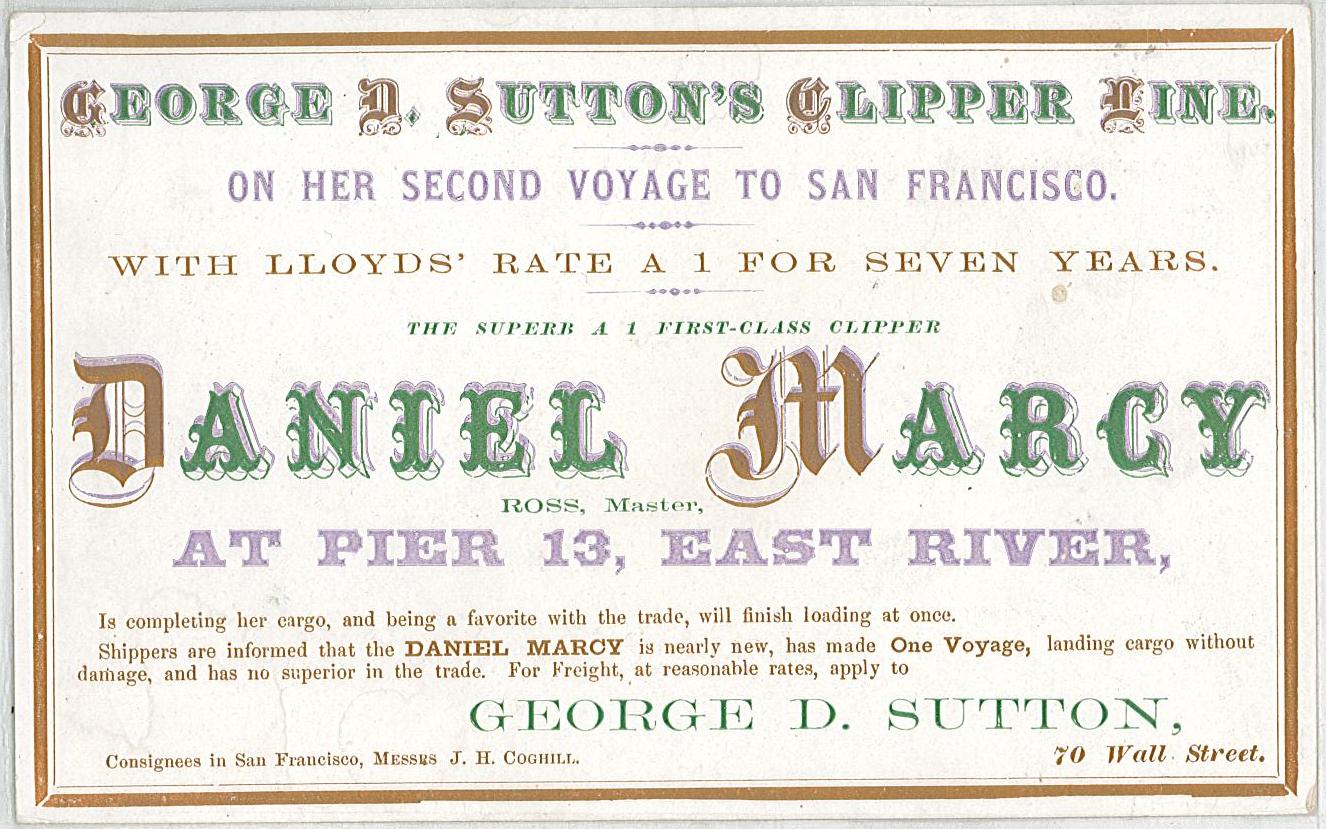 GEORGE D. SUTTON'S CLIPPER LINE.
ON HER SECOND VOYAGE TO SAN FRANCISCO.
WITH LLOYDS' RATE A 1 FOR SEVEN YEARS.
THE SUPERB A 1 FIRST-CLASS CLIPPER
DANIEL MARCY
ROSS, Master,
AT PIER 13, EAST RIVER,
Is completing her cargo, and being a favorite with the trade, will finish loading at once.
Shippers are informed that the DANIEL MARCY is nearly new, has made One Voyage, landing cargo without
damage, and has no superior in the trade. For Freight, at reasonable rates, apply to
GEORGE D. SUTTON,
Consignees in San Francisco, MESSRS J. H. COGHILL. 70 Wall Street.